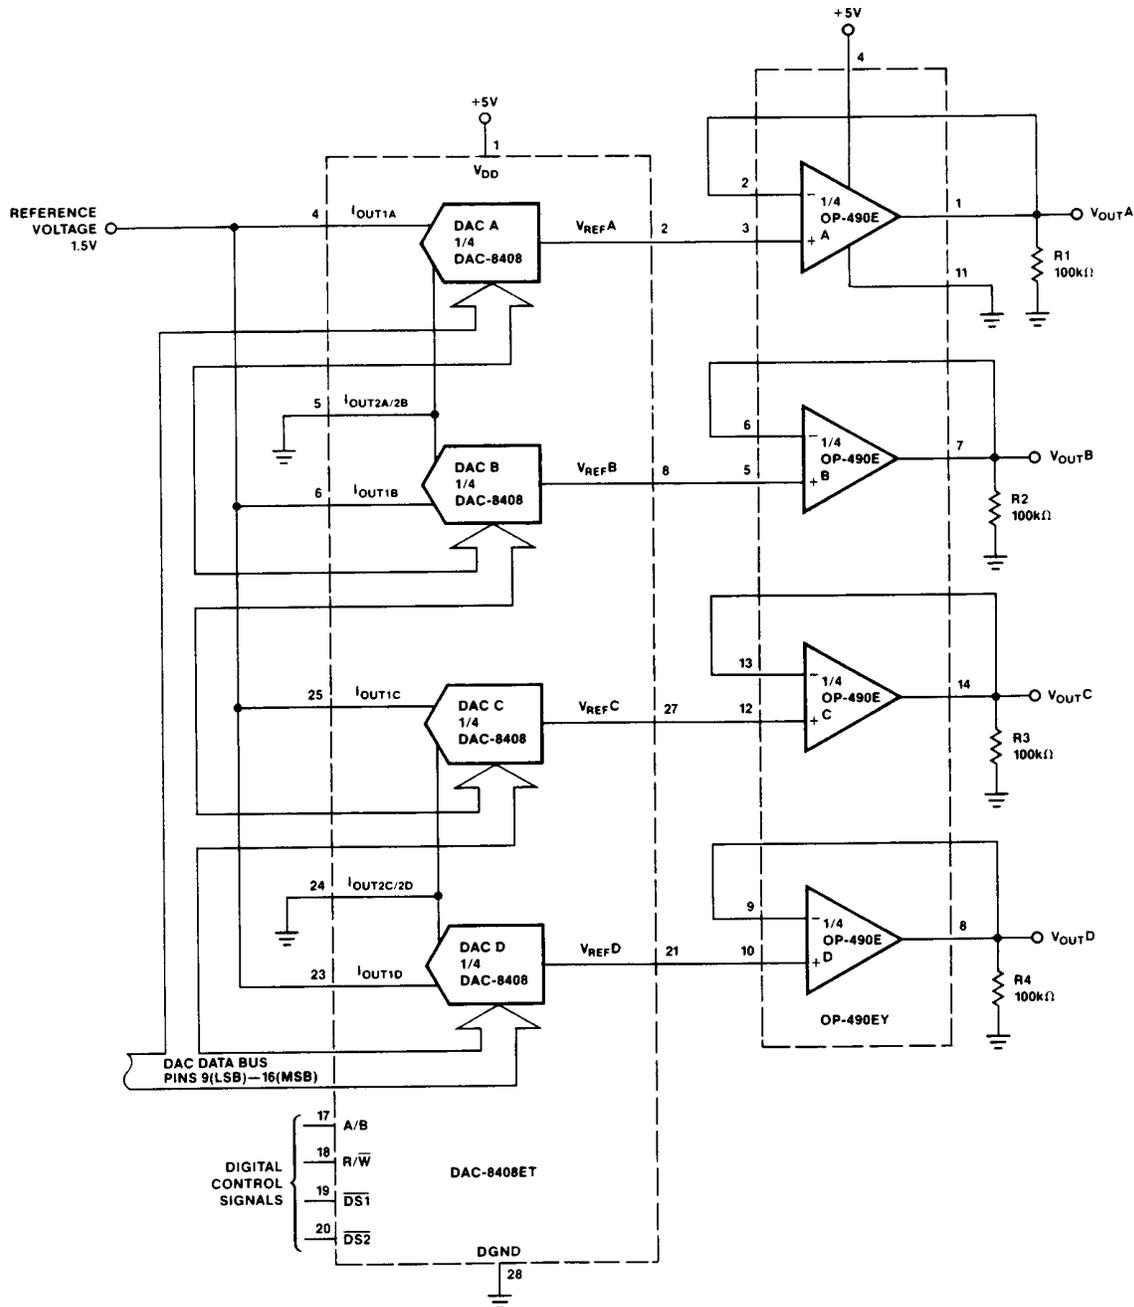 +5V
4
+5V
1
VDD
REFERENCE
VOLTAGE
1.5V
4
IOUT1A
DAC A
1/4
DAC-8408
VREFA
2
3
2
−
1/4
OP-490E
+
A
1
VOUTA
R1
100kΩ
11
5
IOUT2A/2B
6
IOUT1B
DAC B
1/4
DAC-8408
VREFB
8
5
6
−
1/4
OP-490E
+
B
7
VOUTB
R2
100kΩ
25
IOUT1C
DAC C
1/4
DAC-8408
VREFC
27
12
13
−
1/4
OP-490E
+
C
14
VOUTC
R3
100kΩ
24
IOUT2C/2D
23
IOUT1D
DAC D
1/4
DAC-8408
VREFD
21
10
9
−
1/4
OP-490E
+
D
8
VOUTD
R4
100kΩ
OP-490EY
DAC DATA BUS
PINS 9(LSB)—16(MSB)
DIGITAL
CONTROL
SIGNALS
17
A/B
18
R/W̅
19
D̅S̅1̅
20
D̅S̅2̅
DAC-8408ET
DGND
28